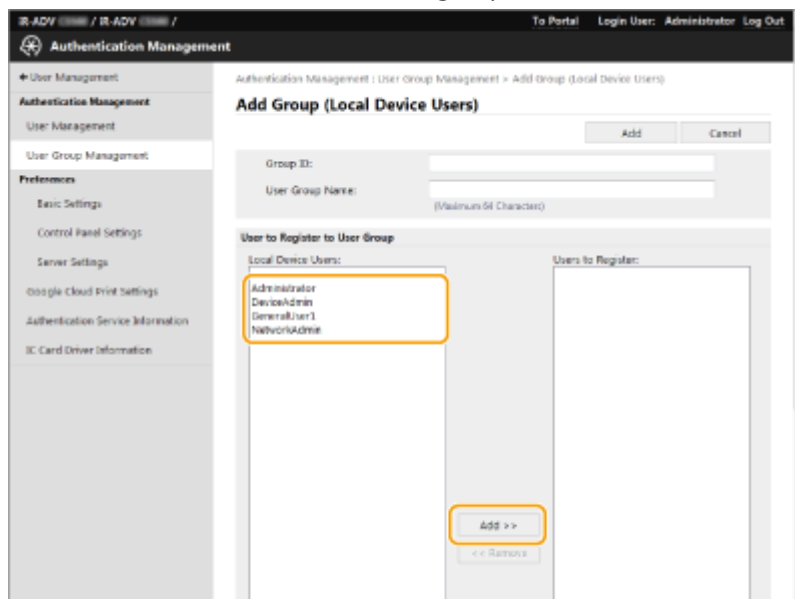 iR-ADV / iR-ADV /
To Portal Login User: Administrator Log Out
Authentication Management
User Management
Authentication Management : User Group Management > Add Group (Local Device Users)
Authentication Management
Add Group (Local Device Users)
User Management
Add Cancel
User Group Management
Group ID:
Preferences
User Group Name:
Basic Settings
(Maximum 64 Characters)
Control Panel Settings
User to Register to User Group
Server Settings
Local Device Users: Users to Register:
Google Cloud Print Settings
Administrator
DeviceAdmin
GeneralUser1
NetworkAdmin
Authentication Service Information
IC Card Driver Information
Add >>
<< Remove